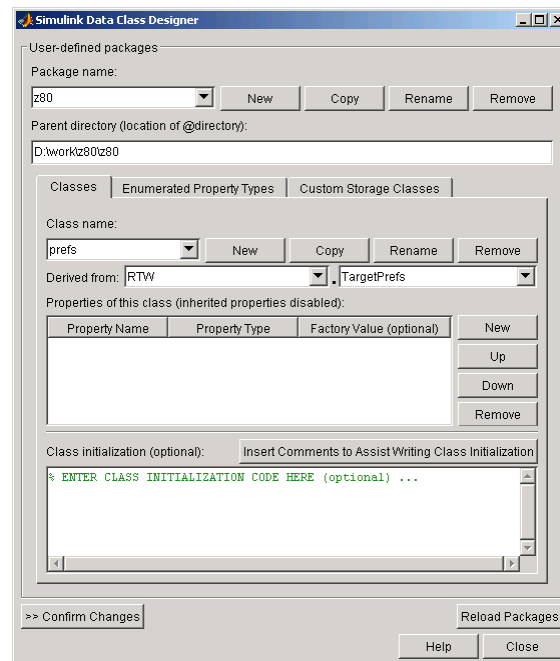 Simulink Data Class Designer
User-defined packages
Package name:
z80 New Copy Rename Remove
Parent directory (location of @directory):
D:\work\z80\z80
Classes Enumerated Property Types Custom Storage Classes
Class name:
prefs New Copy Rename Remove
Derived from: RTW . TargetPrefs
Properties of this class (inherited properties disabled):
Property Name Property Type Factory Value (optional) New
Up
Down
Remove
Class initialization (optional): Insert Comments to Assist Writing Class Initialization
% ENTER CLASS INITIALIZATION CODE HERE (optional) ...
>> Confirm Changes Reload Packages
Help Close